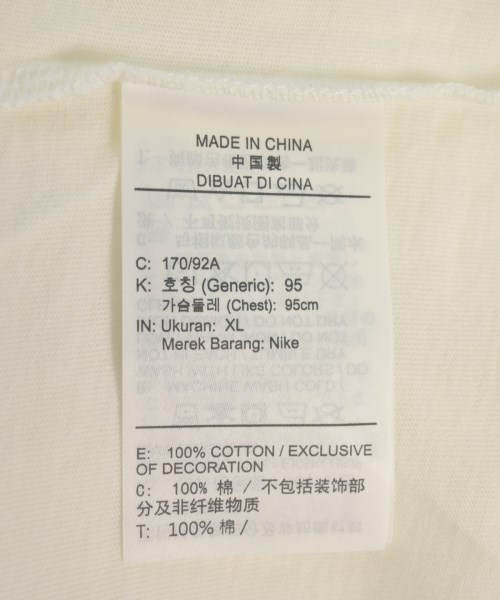 MADE IN CHINA
中国製
DIBUAT DI CINA
C: 170/92A
K: 호칭 (Generic): 95
가슴둘레 (Chest): 95cm
IN: Ukuran: XL
Merek Barang: Nike
E: 100% COTTON / EXCLUSIVE
OF DECORATION
C: 100% 棉 / 不包括装饰部
分及非纤维物质
T: 100% 棉 /